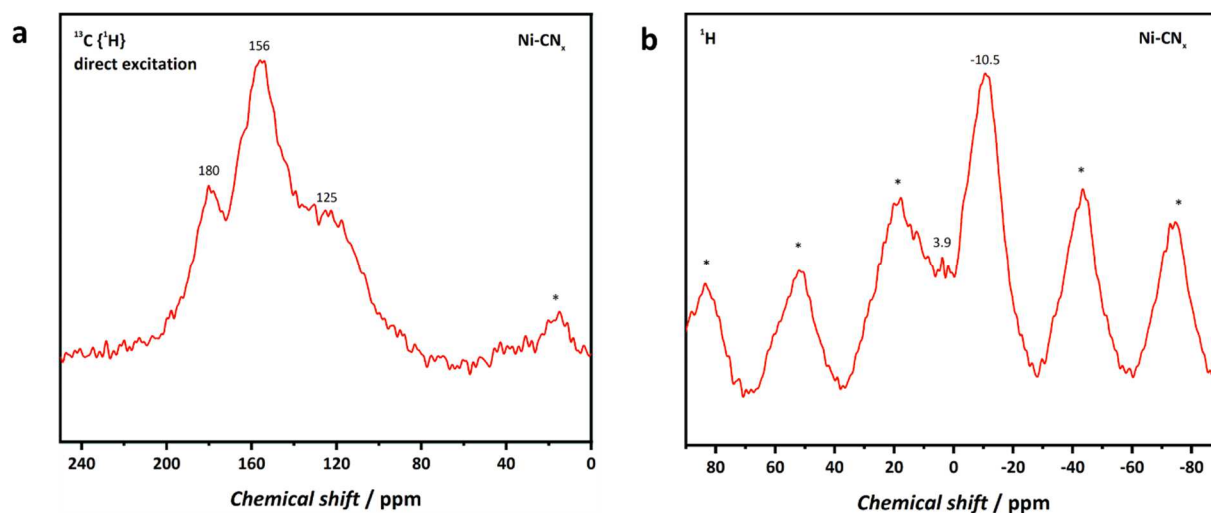 a
¹³C {¹H}
direct excitation
Ni-CNₓ
156
180
125
*
240 200 160 120 80 40 0
Chemical shift / ppm
b
¹H
Ni-CNₓ
-10.5
*
*
*
*
*
3.9
80 60 40 20 0 -20 -40 -60 -80
Chemical shift / ppm